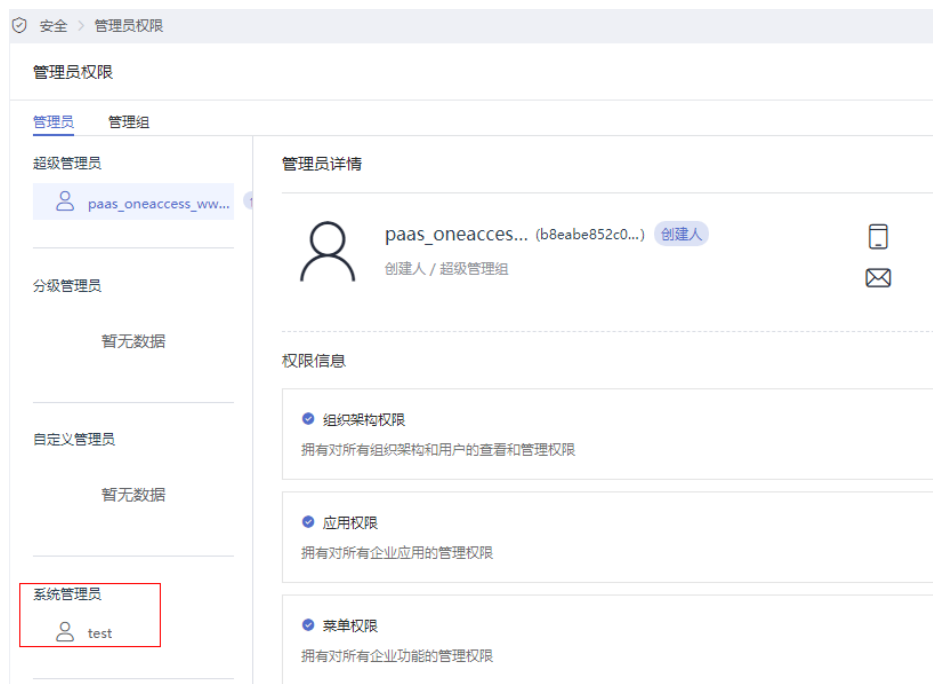 安全 > 管理员权限
管理员权限
管理员 管理组
超级管理员
paas_oneaccess_ww...
分级管理员
暂无数据
自定义管理员
暂无数据
系统管理员
test
管理员详情
paas_oneacces... (b8eabe852c0...) 创建人
创建人 / 超级管理组
权限信息
组织架构权限
拥有对所有组织架构和用户的查看和管理权限
应用权限
拥有对所有企业应用的管理权限
菜单权限
拥有对所有企业功能的管理权限